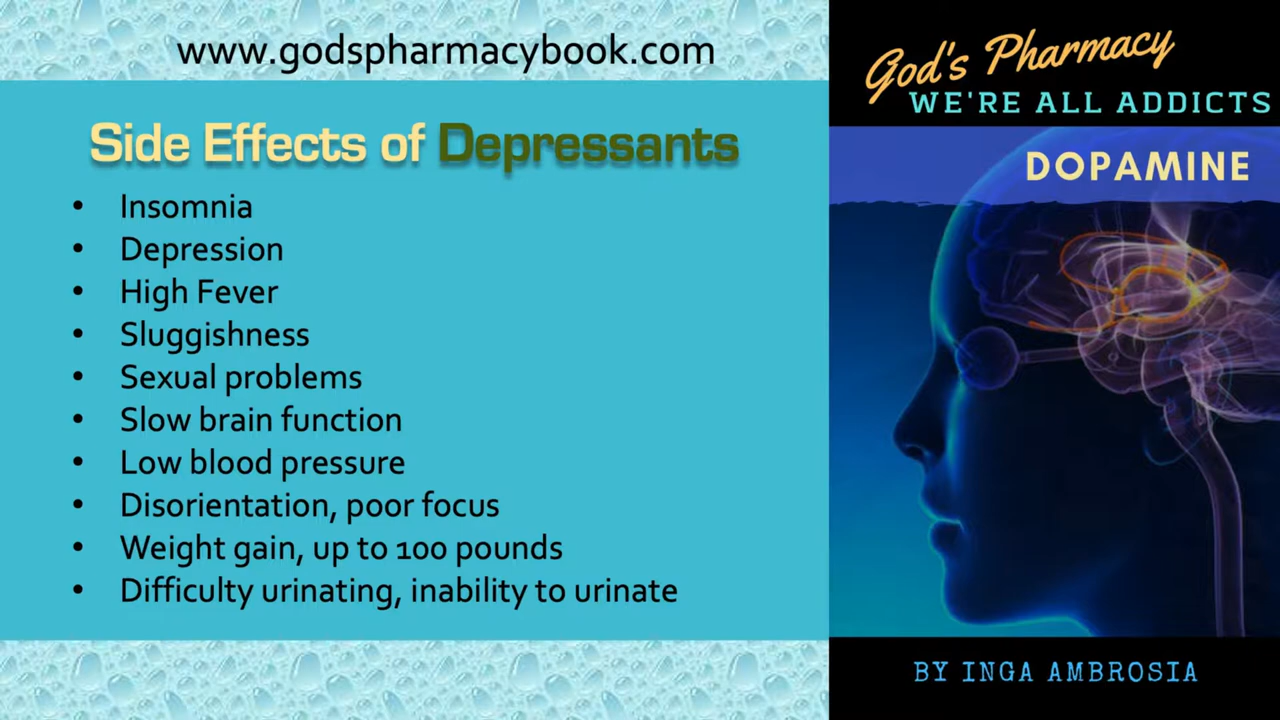 www.godspharmacybook.com
Side Effects of Depressants
• Insomnia
• Depression
• High Fever
• Sluggishness
• Sexual problems
• Slow brain function
• Low blood pressure
• Disorientation, poor focus
• Weight gain, up to 100 pounds
• Difficulty urinating, inability to urinate
God's Pharmacy
WE'RE ALL ADDICTS
DOPAMINE
BY INGA AMBROSIA